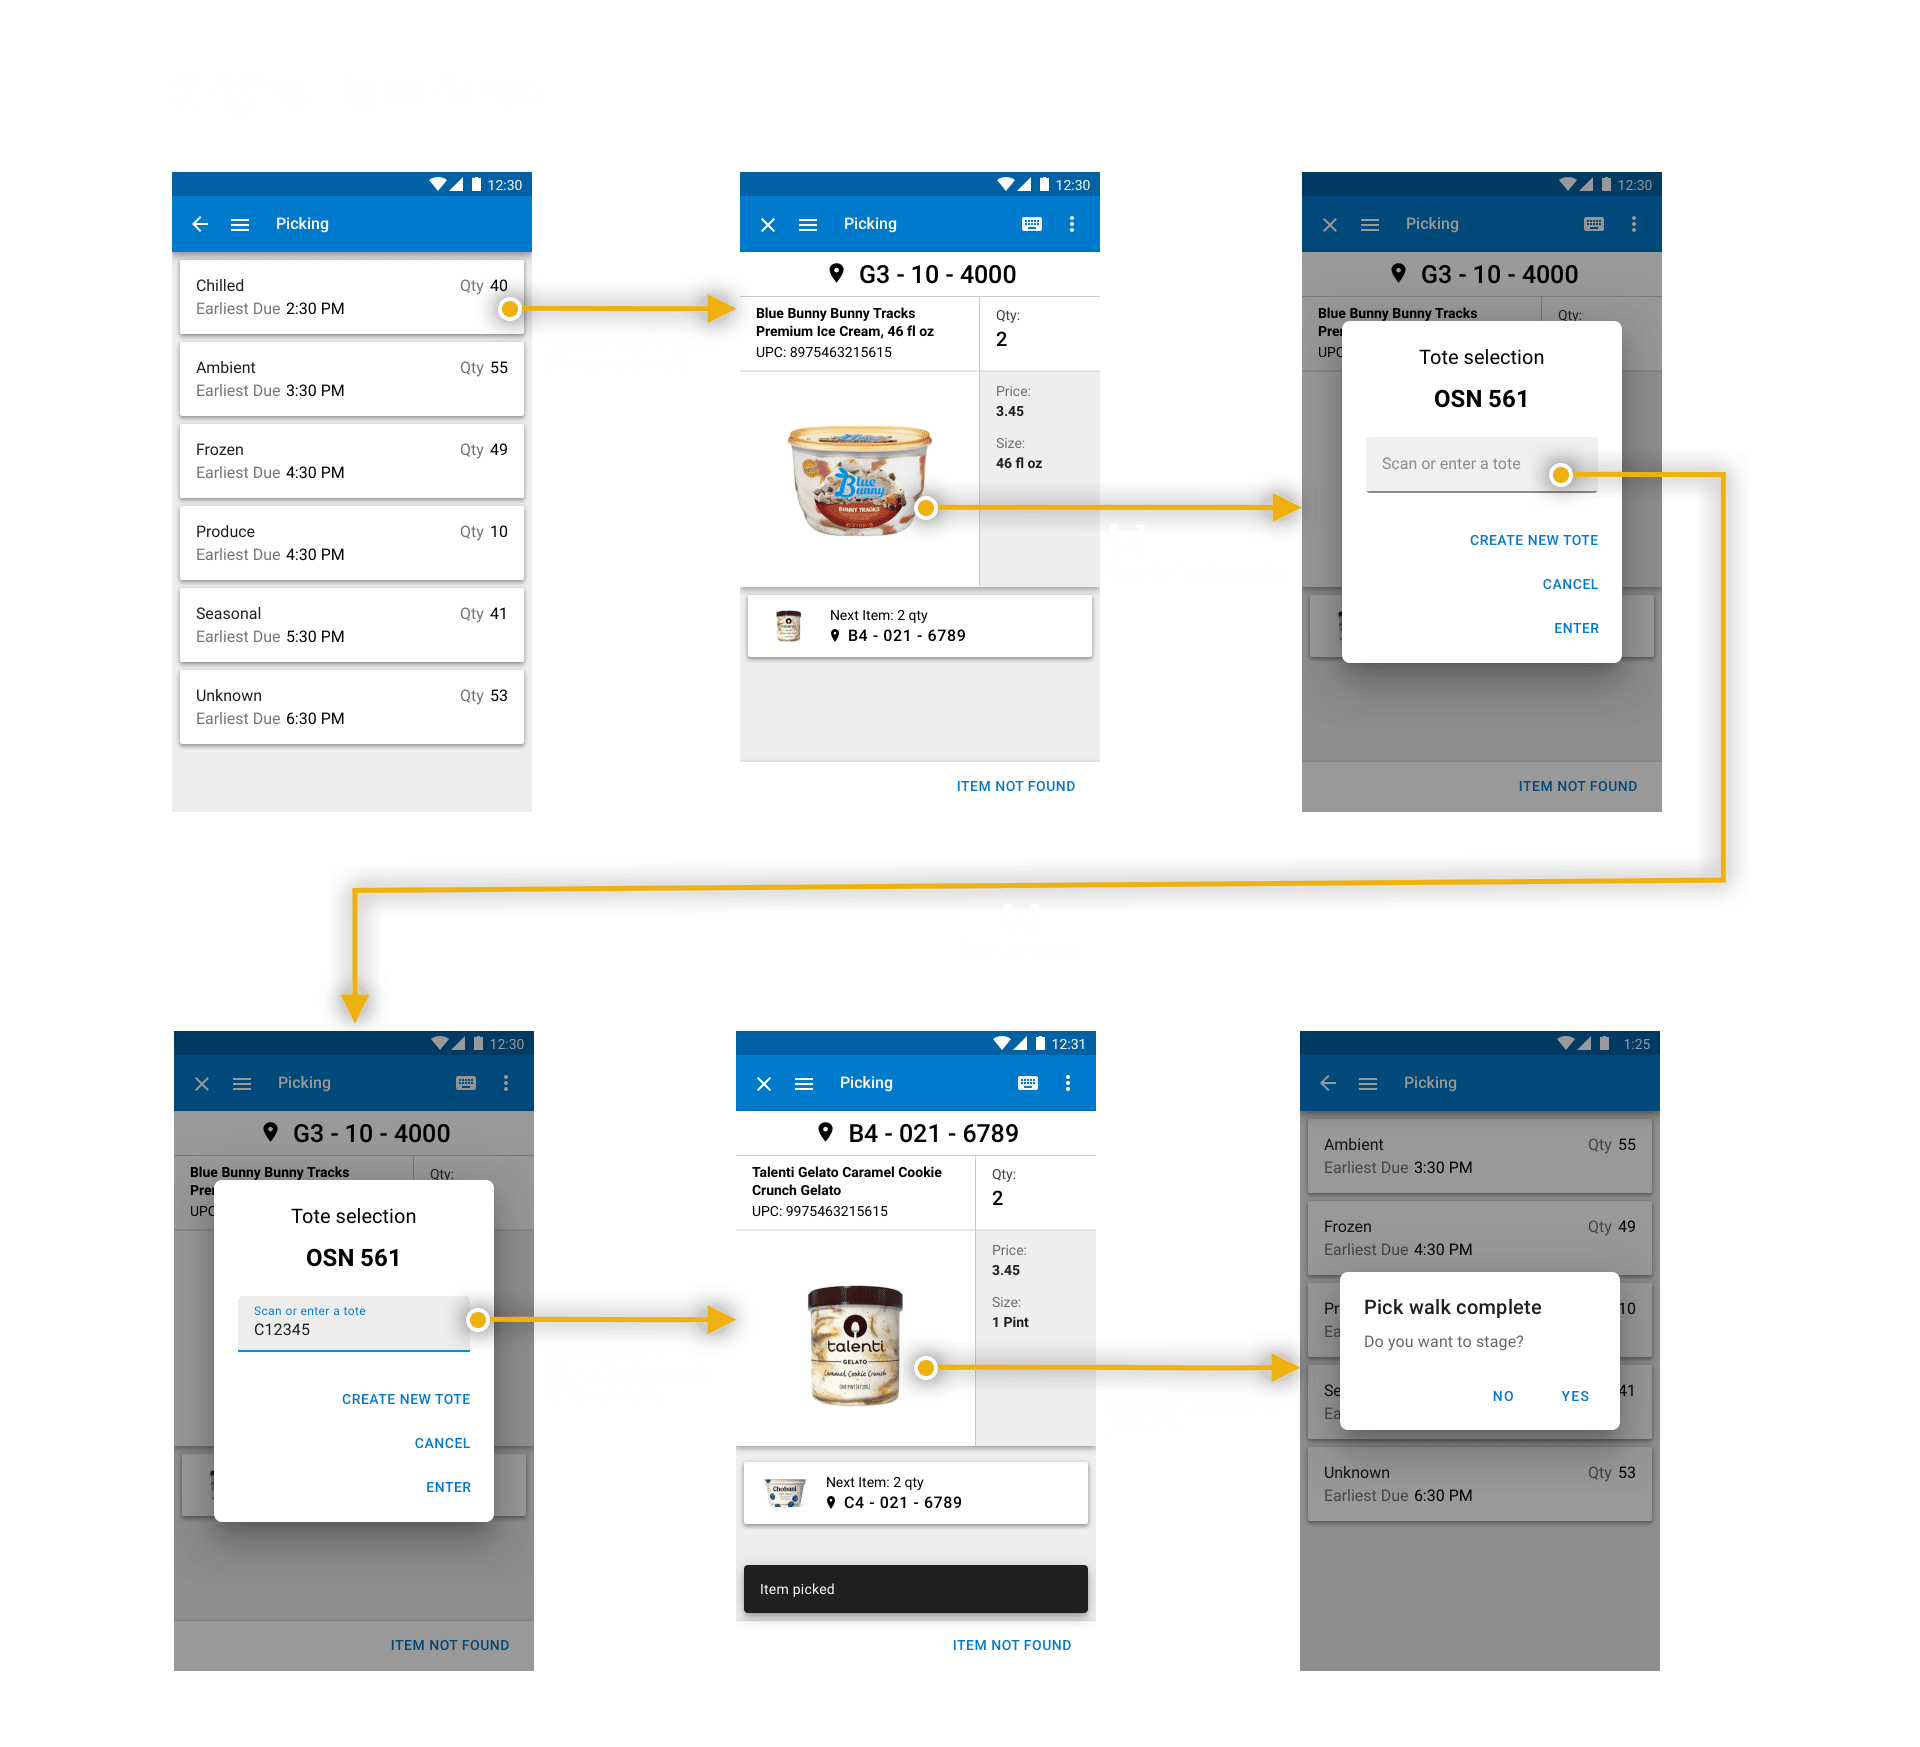 12:30
Picking
Chilled Qty 40
Earliest Due 2:30 PM
Ambient Qty 55
Earliest Due 3:30 PM
Frozen Qty 49
Earliest Due 4:30 PM
Produce Qty 10
Earliest Due 4:30 PM
Seasonal Qty 41
Earliest Due 5:30 PM
Unknown Qty 53
Earliest Due 6:30 PM
12:30
Picking
G3 - 10 - 4000
Blue Bunny Bunny Tracks
Premium Ice Cream, 46 fl oz
UPC: 8975463215615
Qty:
2
Price:
3.45
Size:
46 fl oz
Blue
Bunny
BUNNY TRACKS
Next Item: 2 qty
B4 - 021 - 6789
ITEM NOT FOUND
12:30
Picking
G3 - 10 - 4000
Blue Bunny Bunny Tracks
Qty:
Pre
UPC
Tote selection
OSN 561
Scan or enter a tote
CREATE NEW TOTE
CANCEL
ENTER
ITEM NOT FOUND
12:30
Picking
G3 - 10 - 4000
Blue Bunny Bunny Tracks
Qty:
Pre
UPC
Tote selection
OSN 561
Scan or enter a tote
C12345
CREATE NEW TOTE
CANCEL
ENTER
ITEM NOT FOUND
12:31
Picking
B4 - 021 - 6789
Talenti Gelato Caramel Cookie
Crunch Gelato
UPC: 9975463215615
Qty:
2
Price:
3.45
Size:
1 Pint
talenti
GELATO
Caramel Cookie Crunch
Next Item: 2 qty
C4 - 021 - 6789
Chobani
Item picked
ITEM NOT FOUND
1:25
Picking
Ambient Qty 55
Earliest Due 3:30 PM
Frozen Qty 49
Earliest Due 4:30 PM
Pr 10
Ea
Se 41
Ea
Pick walk complete
Do you want to stage?
NO YES
Unknown Qty 53
Earliest Due 6:30 PM